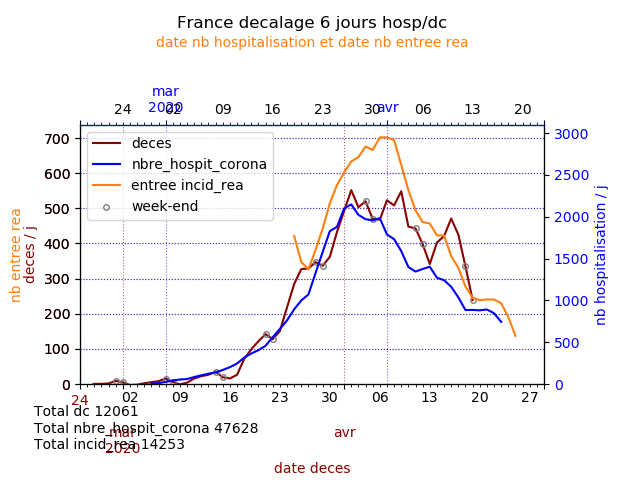 France decalage 6 jours hosp/dc
date nb hospitalisation et date nb entree rea
mar
2020
avr
24 02 09 16 23 30 06 13 20
deces
nbre_hospit_corona
entree incid_rea
week-end
700
600
500
400
300
200
100
0
nb entree rea
deces / j
3000
2500
2000
1500
1000
500
0
nb hospitalisation / j
24 02 09 16 23 30 06 13 20 27
mar
2020
avr
Total dc 12061
Total nbre_hospit_corona 47628
Total incid_rea 14253
date deces